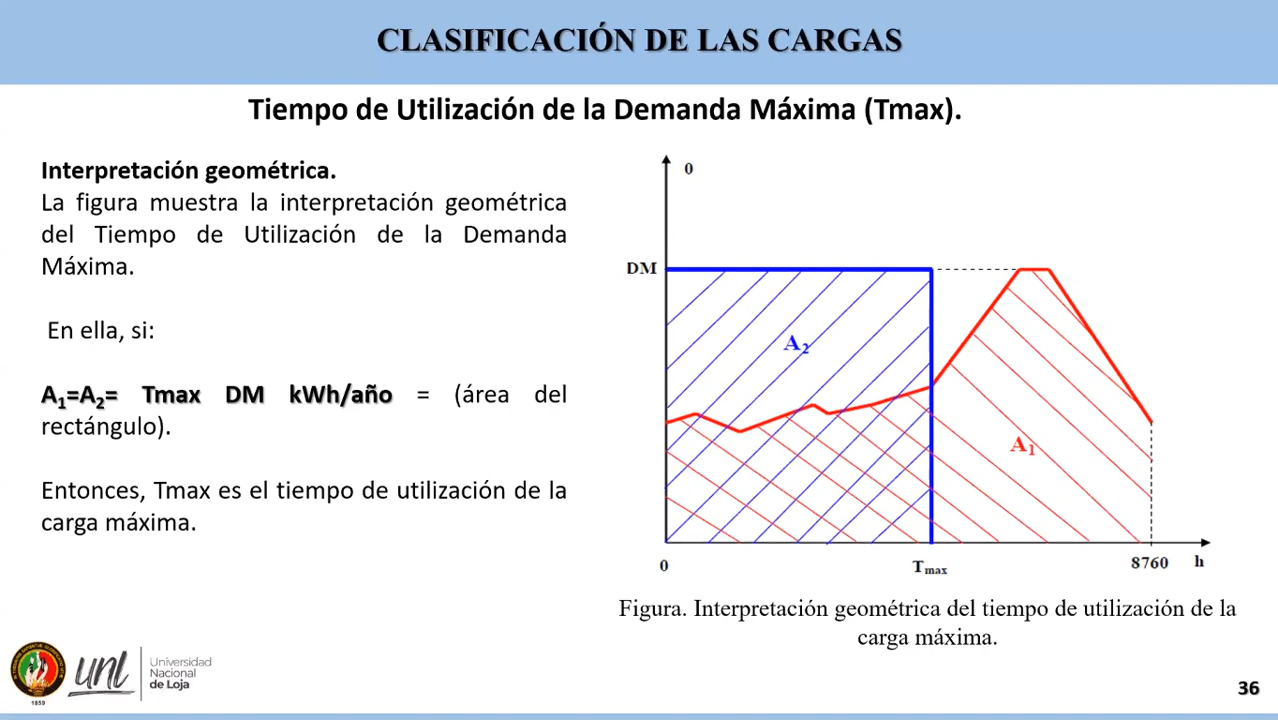 CLASIFICACIÓN DE LAS CARGAS
Tiempo de Utilización de la Demanda Máxima (Tmax).
Interpretación geométrica.
La figura muestra la interpretación geométrica
del Tiempo de Utilización de la Demanda
Máxima.
En ella, si:
A1=A2= Tmax DM kWh/año = (área del
rectángulo).
Entonces, Tmax es el tiempo de utilización de la
carga máxima.
0
DM
A2
A1
0
Tmax
8760
h
Figura. Interpretación geométrica del tiempo de utilización de la
carga máxima.
1859
unl
Universidad
Nacional
de Loja
36